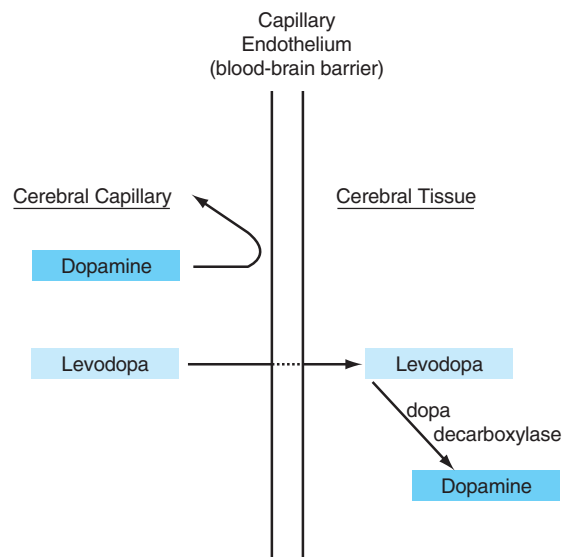 Capillary
Endothelium
(blood-brain barrier)
Cerebral Capillary
Cerebral Tissue
Dopamine
Levodopa
Levodopa
dopa
decarboxylase
Dopamine